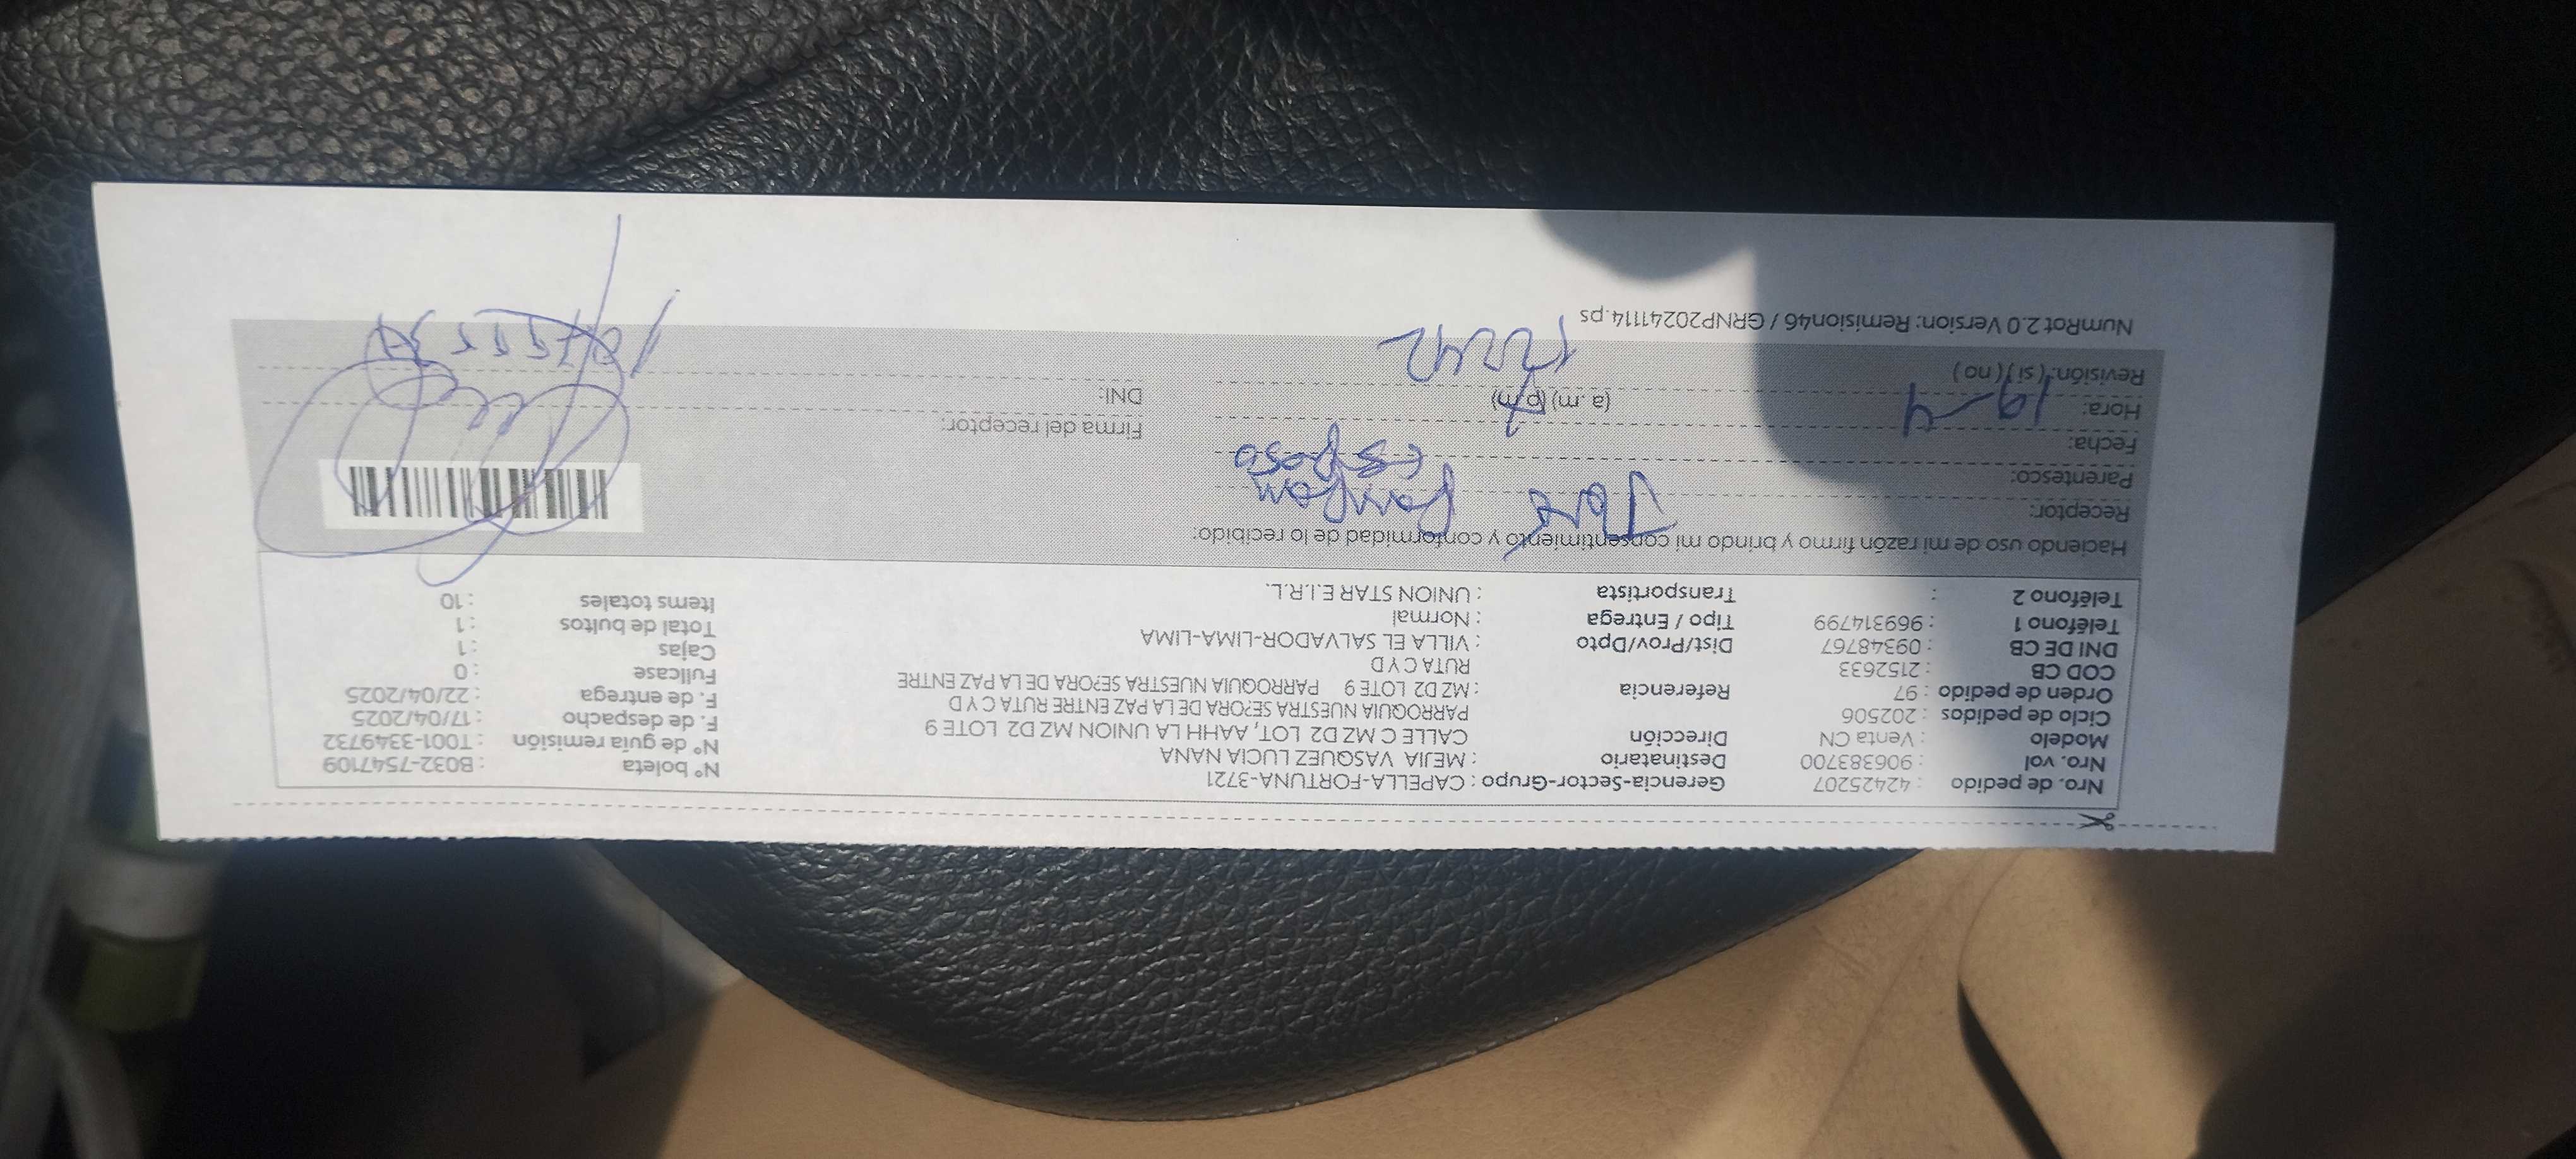 Nro. de pedido : 42425207 Gerencia-Sector-Grupo : CAPELLA-FORTUNA-3721 N° boleta : B032-7547109
Nro. vol : 906383700 Destinatario : MEJIA VASQUEZ LUCIA NANA N° de guía remisión : T001-3349732
Modelo : Venta CN Dirección CALLE C MZ D2 LOT, AAHH LA UNION MZ D2 LOTE 9 F. de despacho : 17/04/2025
Ciclo de pedidos : 202506 PARROQUIA NUESTRA SE?ORA DE LA PAZ ENTRE RUTA C Y D F. de entrega : 22/04/2025
Orden de pedido : 97 Referencia : MZ D2 LOTE 9 PARROQUIA NUESTRA SE?ORA DE LA PAZ ENTRE Fullcase : 0
COD CB : 2152633 RUTA C Y D Cajas : 1
DNI DE CB : 09348767 Dist/Prov/Dpto : VILLA EL SALVADOR-LIMA-LIMA Total de bultos : 1
Teléfono 1 : 969314799 Tipo / Entrega : Normal Items totales : 10
Teléfono 2 : Transportista : UNION STAR E.I.R.L.
Haciendo uso de mi razón firmo y brindo mi consentimiento y conformidad de lo recibido:
Receptor: José
Parentesco: esposo
Fecha: 19-4 Firma del receptor:
Hora: (a.m) (p.m) DNI:
Revisión: (si) (no) 12:42
NumRot 2.0 Version: Remision46 / GRNP20241114.ps